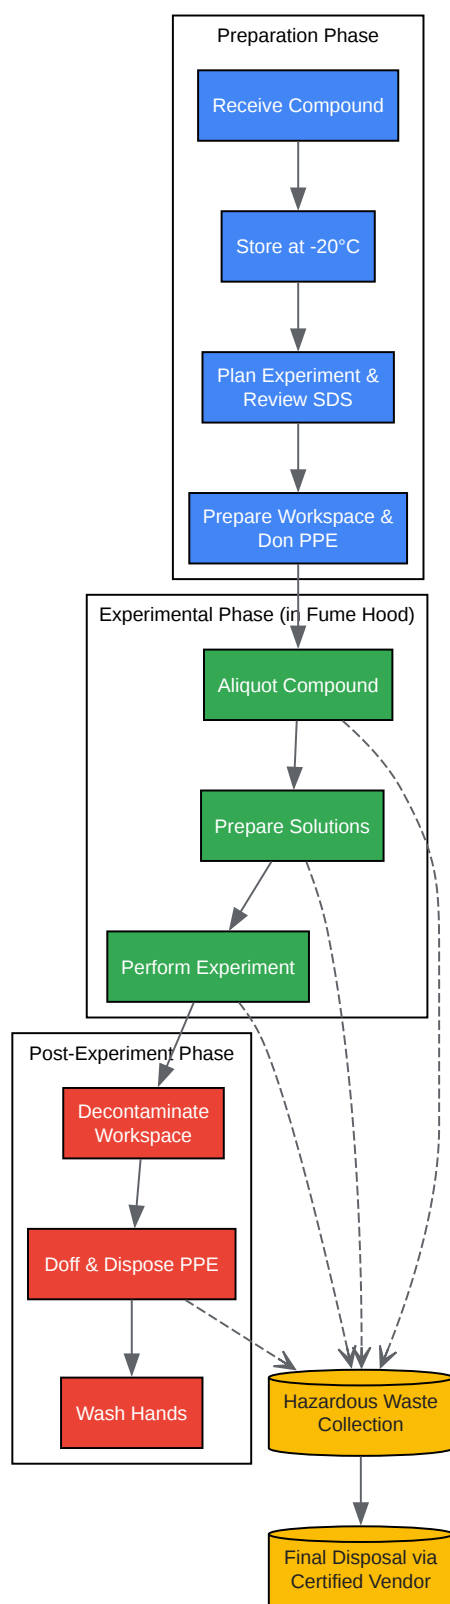 Preparation Phase
Receive Compound
Store at -20°C
Plan Experiment &
Review SDS
Prepare Workspace &
Don PPE
Experimental Phase (in Fume Hood)
Aliquot Compound
Prepare Solutions
Perform Experiment
Post-Experiment Phase
Decontaminate
Workspace
Doff & Dispose PPE
Wash Hands
Hazardous Waste
Collection
Final Disposal via
Certified Vendor